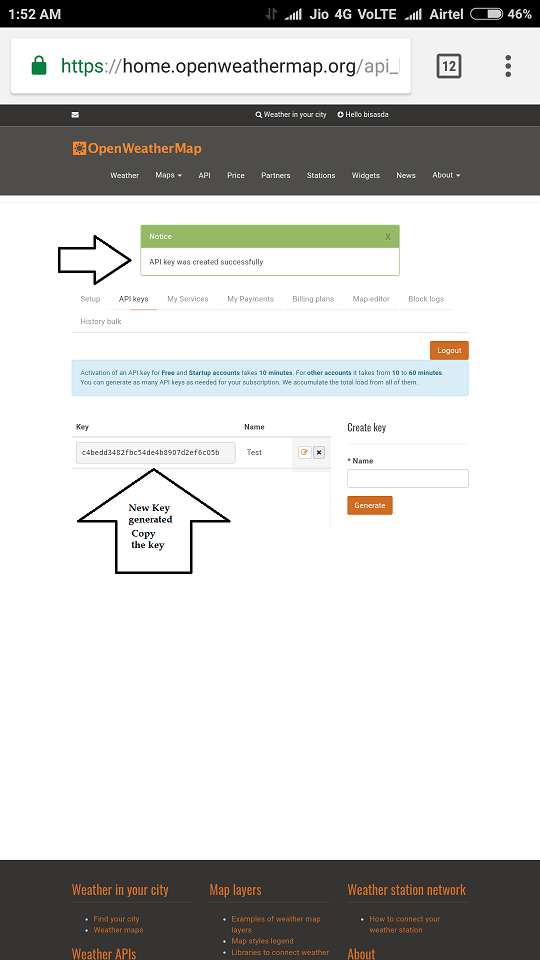 1:52 AM Jio 4G VoLTE Airtel 46%
https://home.openweathermap.org/api_
12
Weather in your city Hello bisasda
OpenWeatherMap
Weather Maps API Price Partners Stations Widgets News About
Notice X
API key was created successfully
Setup API keys My Services My Payments Billing plans Map editor Block logs
History bulk
Logout
Activation of an API key for Free and Startup accounts takes 10 minutes. For other accounts it takes from 10 to 60 minutes.
You can generate as many API keys as needed for your subscription. We accumulate the total load from all of them.
Key Name
c4bedd3482fbc54de4b8907d2ef6c05b Test
Create key
* Name
Generate
New Key
generated
Copy
the key
Weather in your city
Find your city
Weather maps
Weather APIs
Map layers
Examples of weather map
layers
Map styles legend
Libraries to connect weather
Weather station network
How to connect your
weather station
About